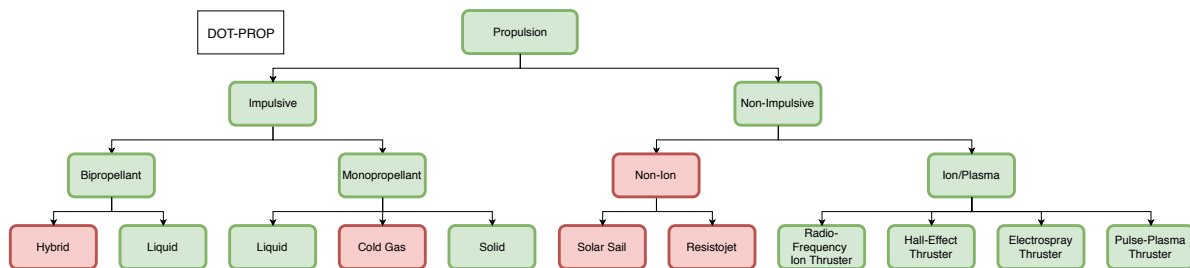 DOT-PROP
Propulsion
Impulsive
Non-Impulsive
Bipropellant
Monopropellant
Non-Ion
Ion/Plasma
Hybrid
Liquid
Liquid
Cold Gas
Solid
Solar Sail
Resistojet
Radio-
Frequency
Ion Thruster
Hall-Effect
Thruster
Electrospray
Thruster
Pulse-Plasma
Thruster